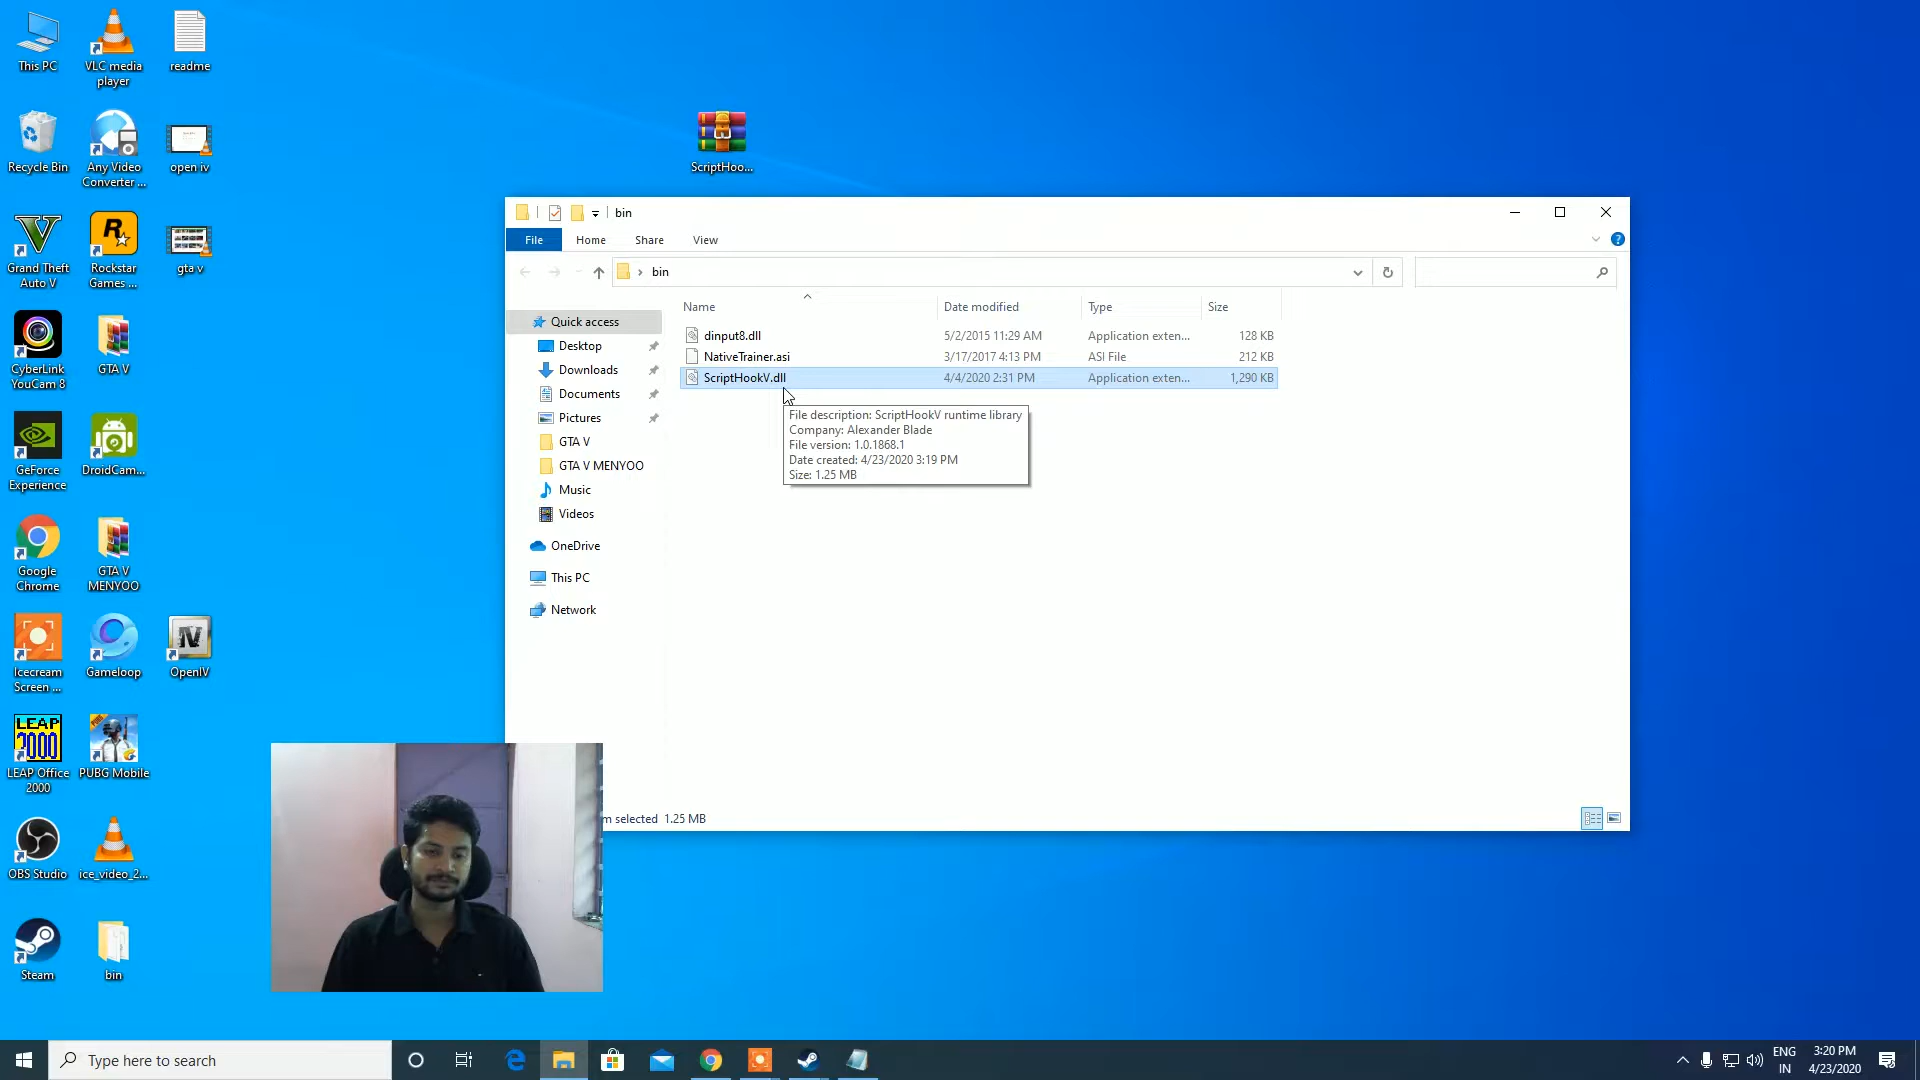 This PC
VLC media
player
readme
Recycle Bin
Any Video
Converter ...
open iv
Grand Theft
Auto V
R
Rockstar
Games ...
gta v
CyberLink
YouCam 8
GTA V
GeForce
Experience
DroidCam...
Google
Chrome
GTA V
MENYOO
Icecream
Screen ...
Gameloop
IV
OpenIV
LEAP
2000
LEAP Office
2000
PUBG
PUBG Mobile
OBS Studio
ice_video_2...
Steam
bin
ScriptHoo...
bin
File
Home
Share
View
bin
Name
Date modified
Type
Size
dinput8.dll
5/2/2015 11:29 AM
Application exten...
128 KB
NativeTrainer.asi
3/17/2017 4:13 PM
ASI File
212 KB
ScriptHookV.dll
4/4/2020 2:31 PM
Application exten...
1,290 KB
File description: ScriptHookV runtime library
Company: Alexander Blade
File version: 1.0.1868.1
Date created: 4/23/2020 3:19 PM
Size: 1.25 MB
Quick access
Desktop
Downloads
Documents
Pictures
GTA V
GTA V MENYOO
Music
Videos
OneDrive
This PC
Network
m selected 1.25 MB
Type here to search
ENG
IN
3:20 PM
4/23/2020